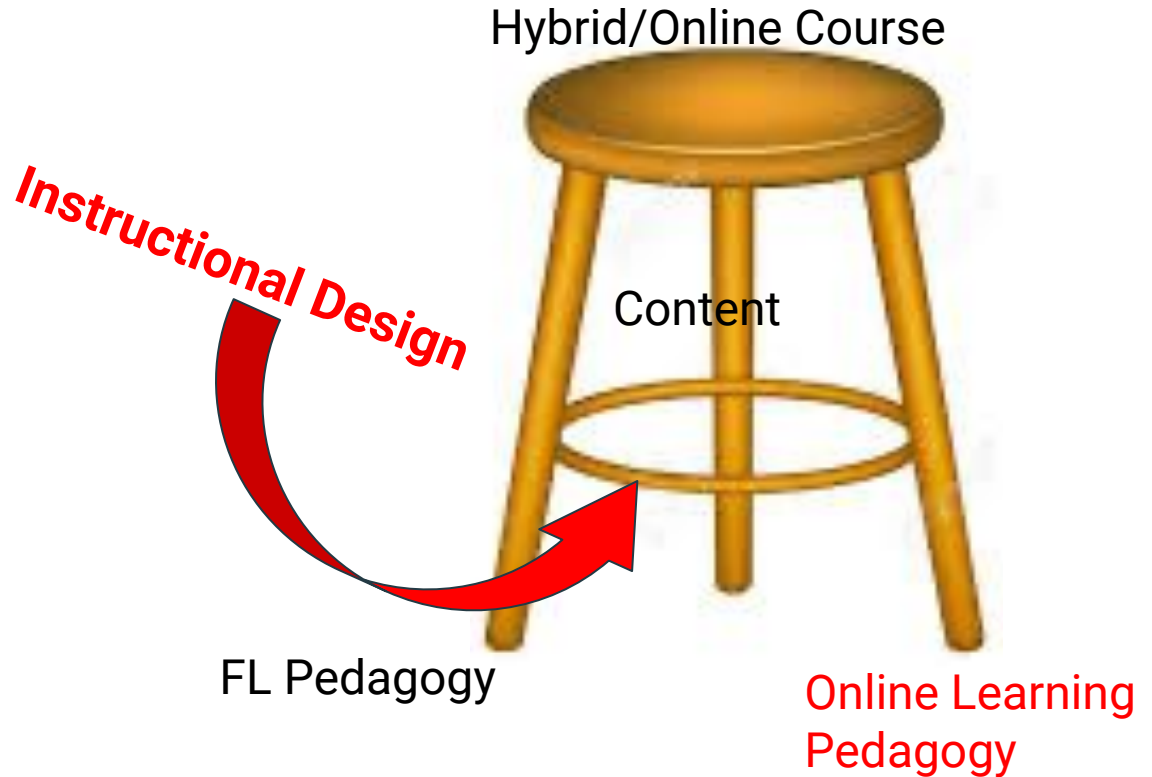 Hybrid/Online Course
Instructional Design
Content
FL Pedagogy
Online Learning
Pedagogy